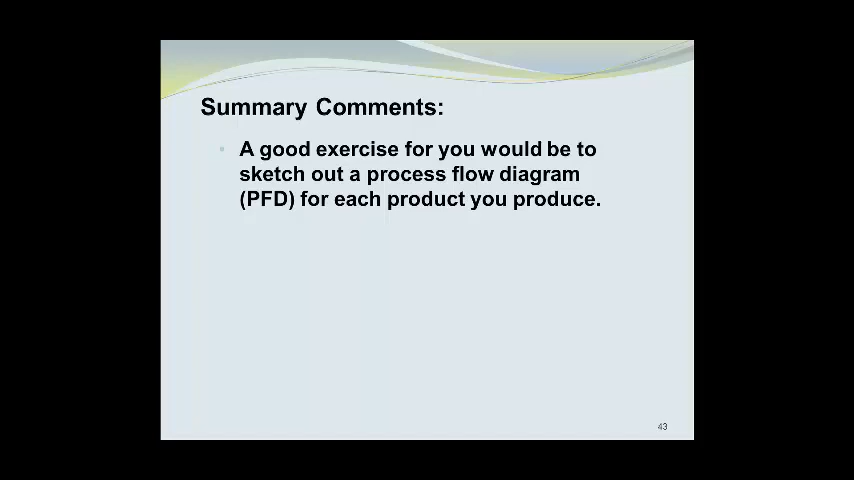 Summary Comments:
A good exercise for you would be to
sketch out a process flow diagram
(PFD) for each product you produce.
43